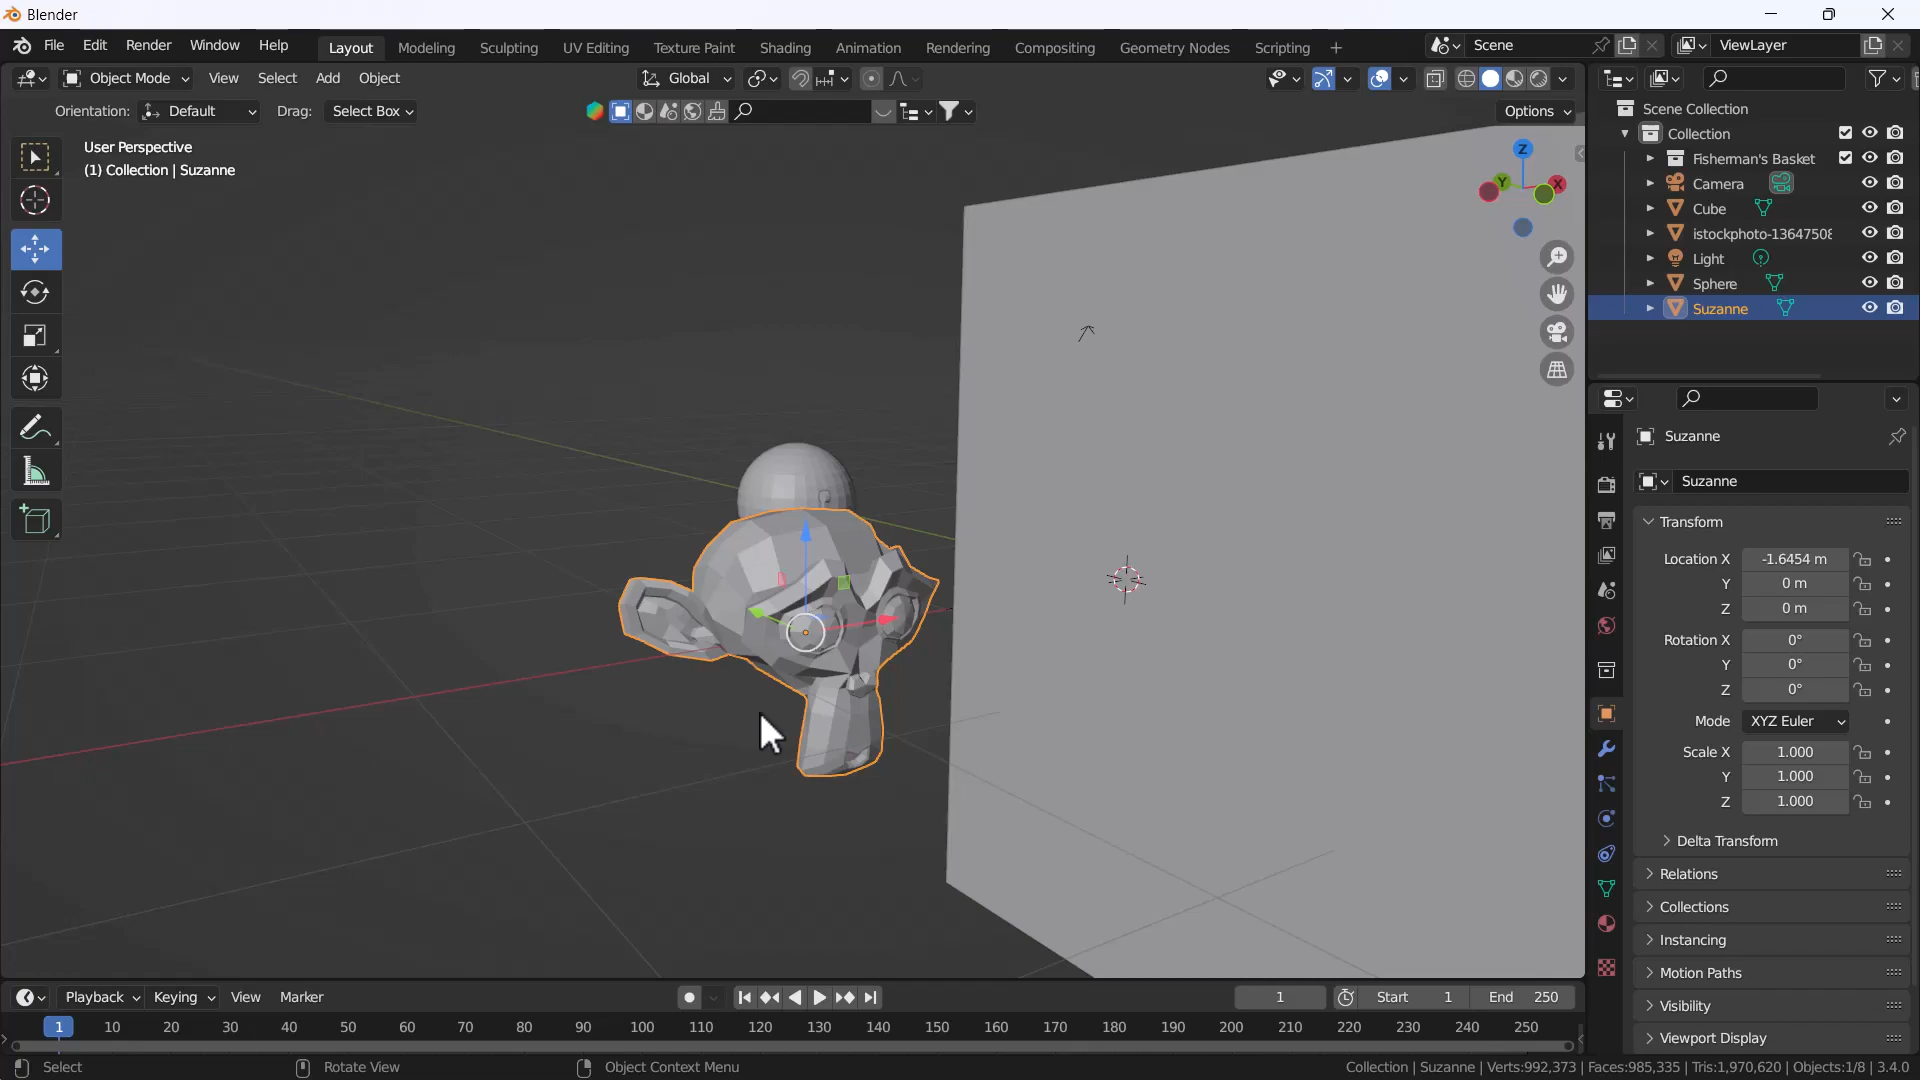 Blender
File Edit Render Window Help Layout Modeling Sculpting UV Editing Texture Paint Shading Animation Rendering Compositing Geometry Nodes Scripting + Scene ViewLayer
Object Mode View Select Add Object Global
Orientation: Default Drag: Select Box Options
User Perspective
(1) Collection | Suzanne
Z
Y
X
Scene Collection
Collection
Fisherman's Basket
Camera
Cube
istockphoto-13647508
Light
Sphere
Suzanne
Suzanne
Suzanne
Transform
Location X -1.6454 m
Y 0 m
Z 0 m
Rotation X 0°
Y 0°
Z 0°
Mode XYZ Euler
Scale X 1.000
Y 1.000
Z 1.000
Delta Transform
Relations
Collections
Instancing
Motion Paths
Visibility
Viewport Display
Playback Keying View Marker 1 Start 1 End 250
1 10 20 30 40 50 60 70 80 90 100 110 120 130 140 150 160 170 180 190 200 210 220 230 240 250
Select Rotate View Object Context Menu Collection | Suzanne | Verts:992,373 | Faces:985,335 | Tris:1,970,620 | Objects:1/8 | 3.4.0